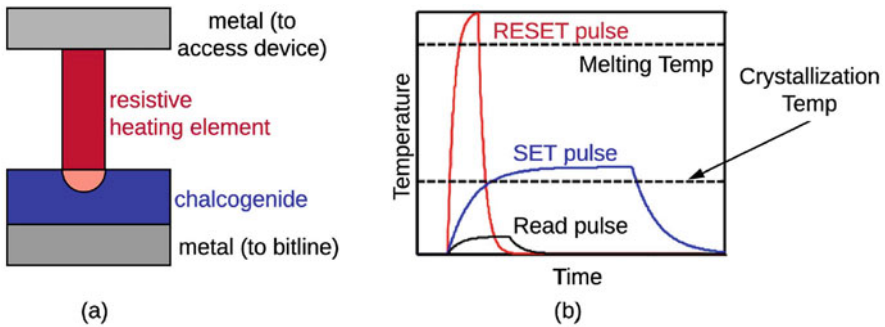 metal (to
access device)
resistive
heating element
chalcogenide
metal (to bitline)
(a)
RESET pulse
Melting Temp
Crystallization
Temp
SET pulse
Read pulse
Temperature
Time
(b)